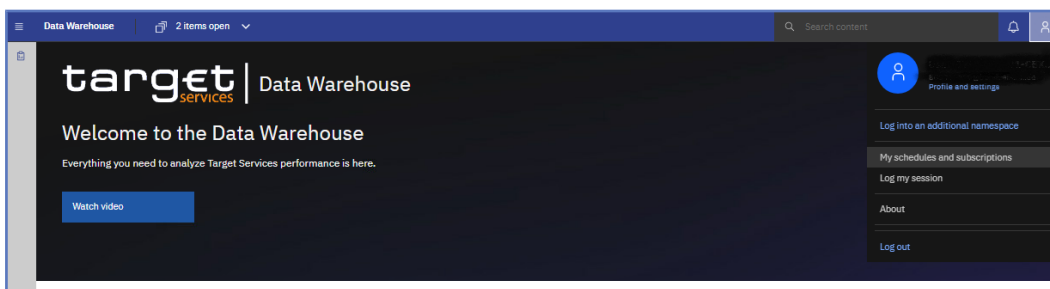 Data Warehouse
2 items open
Search content
target
services
Data Warehouse
Welcome to the Data Warehouse
Everything you need to analyze Target Services performance is here.
Watch video
Profile and settings
Log into an additional namespace
My schedules and subscriptions
Log my session
About
Log out